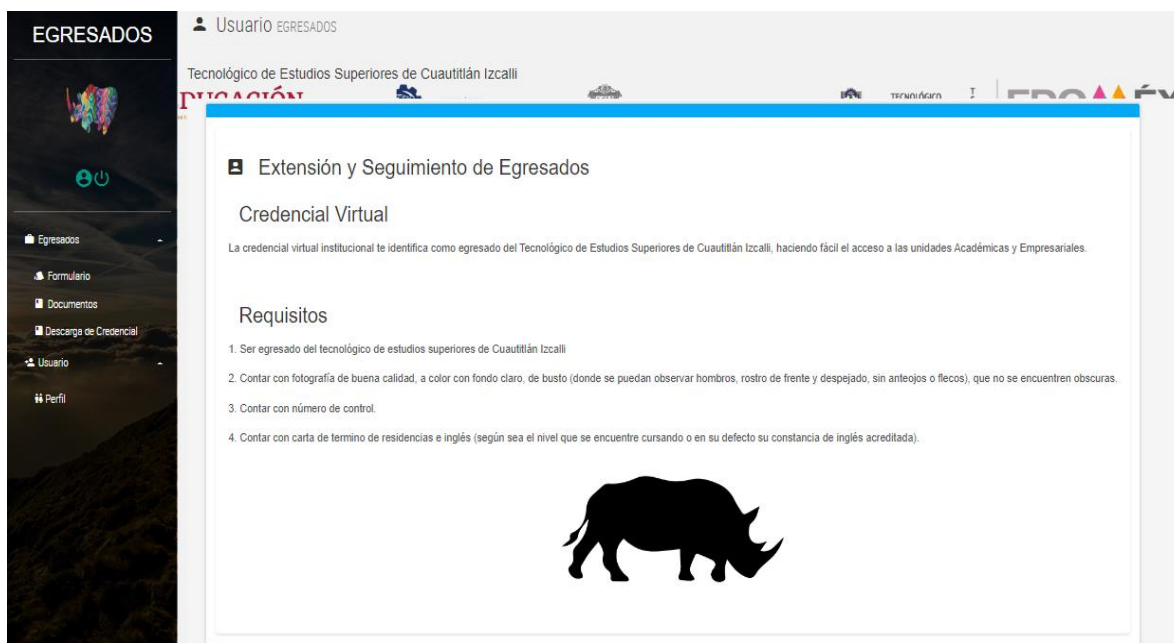 EGRESADOS
Usuario EGRESADOS
Tecnológico de Estudios Superiores de Cuautitlán Izcalli
TECNOLÓGICO
Extensión y Seguimiento de Egresados
Credencial Virtual
La credencial virtual institucional te identifica como egresado del Tecnológico de Estudios Superiores de Cuautitlán Izcalli, haciendo fácil el acceso a las unidades Académicas y Empresariales.
Requisitos
1. Ser egresado del tecnológico de estudios superiores de Cuautitlán Izcalli
2. Contar con fotografía de buena calidad, a color con fondo claro, de busto (donde se puedan observar hombros, rostro de frente y despejado, sin anteojos o flecos), que no se encuentren obscuras.
3. Contar con número de control.
4. Contar con carta de termino de residencias e inglés (según sea el nivel que se encuentre cursando o en su defecto su constancia de inglés acreditada).
Egresados
Formulario
Documentos
Descarga de Credencial
Usuario
Perfil